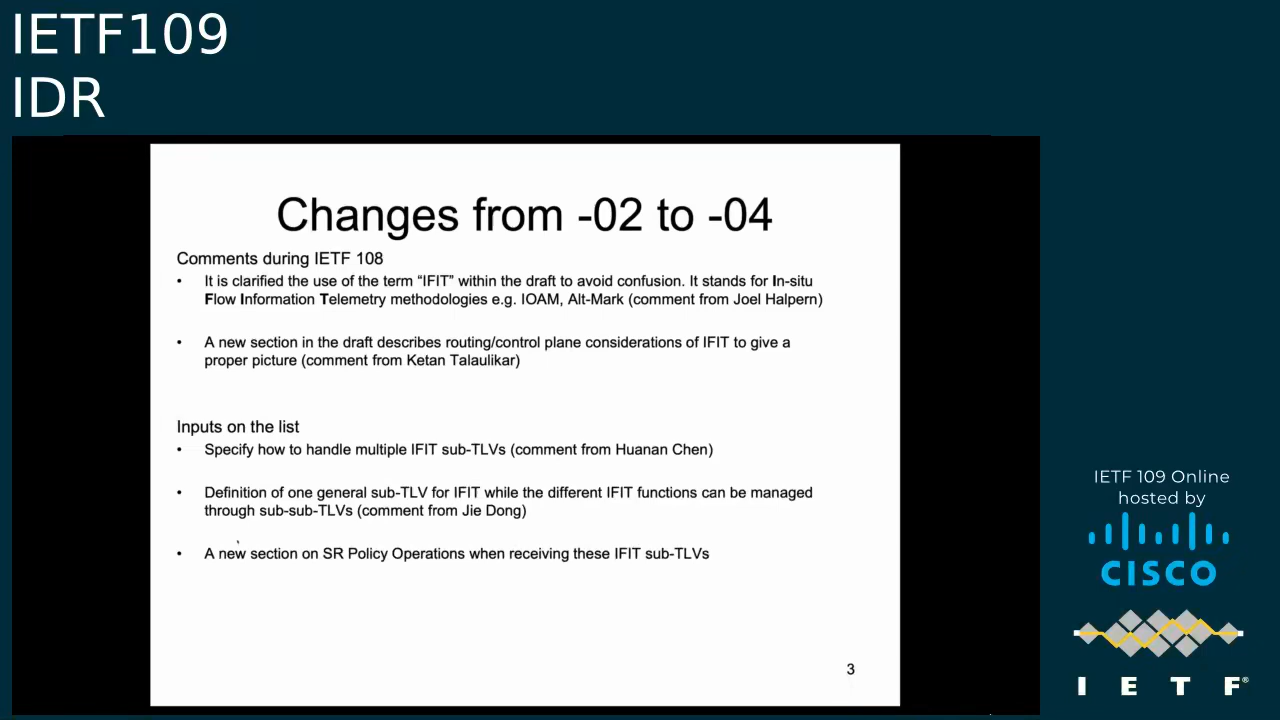 IETF109
IDR
Changes from -02 to -04
Comments during IETF 108
• It is clarified the use of the term “IFIT” within the draft to avoid confusion. It stands for In-situ
Flow Information Telemetry methodologies e.g. IOAM, Alt-Mark (comment from Joel Halpern)
• A new section in the draft describes routing/control plane considerations of IFIT to give a
proper picture (comment from Ketan Talaulikar)
Inputs on the list
• Specify how to handle multiple IFIT sub-TLVs (comment from Huanan Chen)
• Definition of one general sub-TLV for IFIT while the different IFIT functions can be managed
through sub-sub-TLVs (comment from Jie Dong)
• A new section on SR Policy Operations when receiving these IFIT sub-TLVs
3
IETF 109 Online
hosted by
CISCO
IETF®